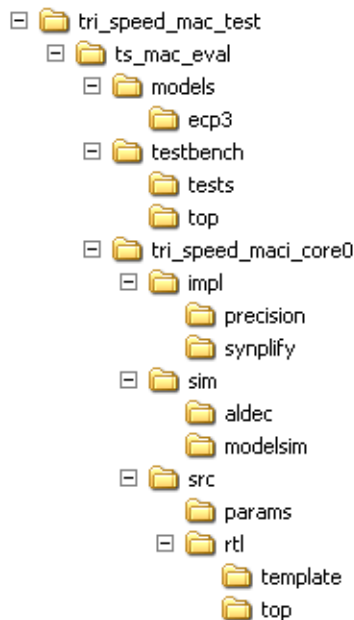 tri_speed_mac_test
ts_mac_eval
models
ecp3
testbench
tests
top
tri_speed_maci_core0
impl
precision
synplify
sim
aldec
modelsim
src
params
rtl
template
top